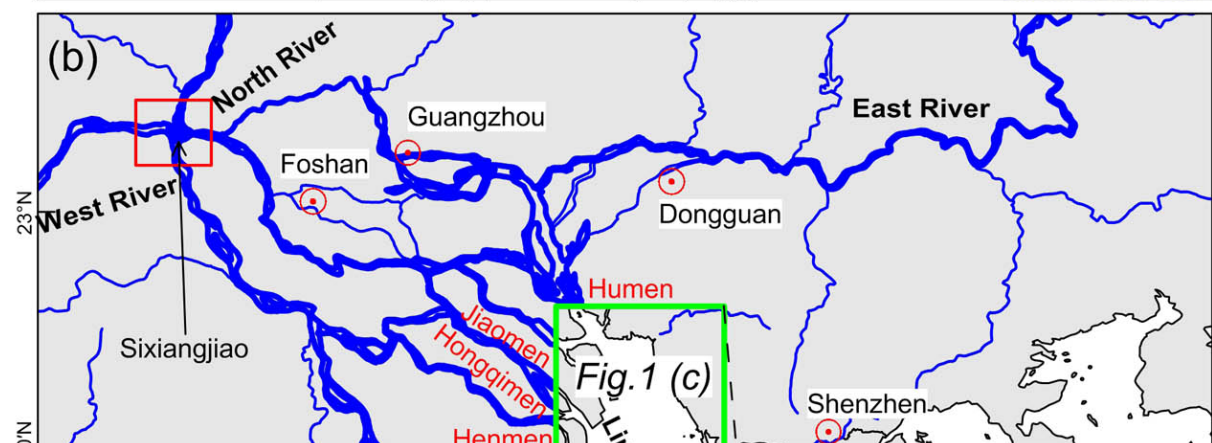 (b)
North River
Guangzhou
East River
Foshan
23°N
West River
Dongguan
Humen
Jiaomen
Sixiangjiao
Hongqimen
Fig.1 (c)
Shenzhen
Henmen